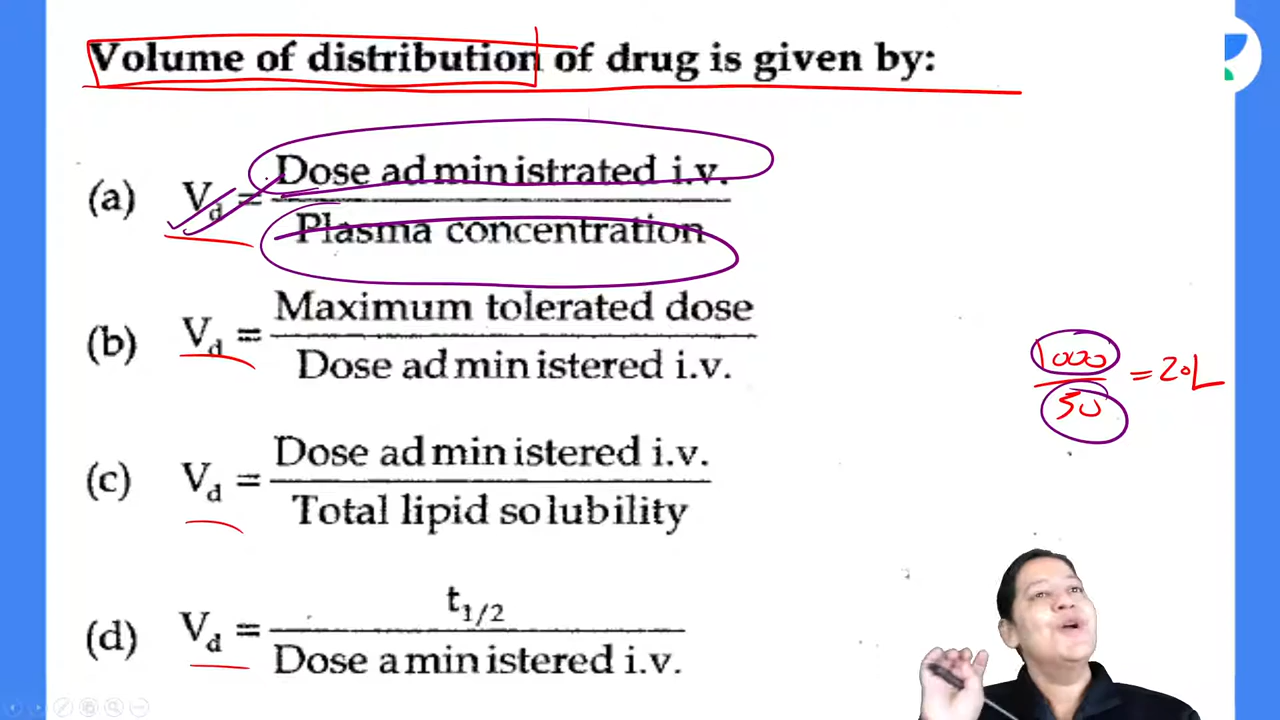 Volume of distribution of drug is given by:
(a) Vd = Dose administrated i.v.
Plasma concentration
(b) Vd = Maximum tolerated dose
Dose administered i.v.
1000
50
= 20L
(c) Vd = Dose administered i.v.
Total lipid solubility
(d) Vd = t1/2
Dose aministered i.v.